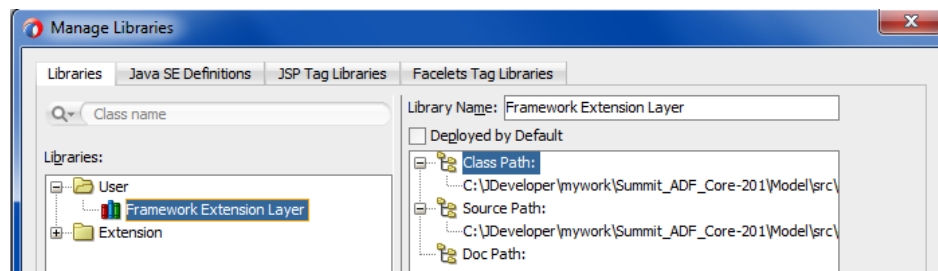 Manage Libraries
Libraries Java SE Definitions JSP Tag Libraries Facelets Tag Libraries
Class name
Libraries:
User
Framework Extension Layer
Extension
Library Name: Framework Extension Layer
Deployed by Default
Class Path:
C:\JDeveloper\mywork\Summit_ADF_Core-201\Model\src\
Source Path:
C:\JDeveloper\mywork\Summit_ADF_Core-201\Model\src\
Doc Path: